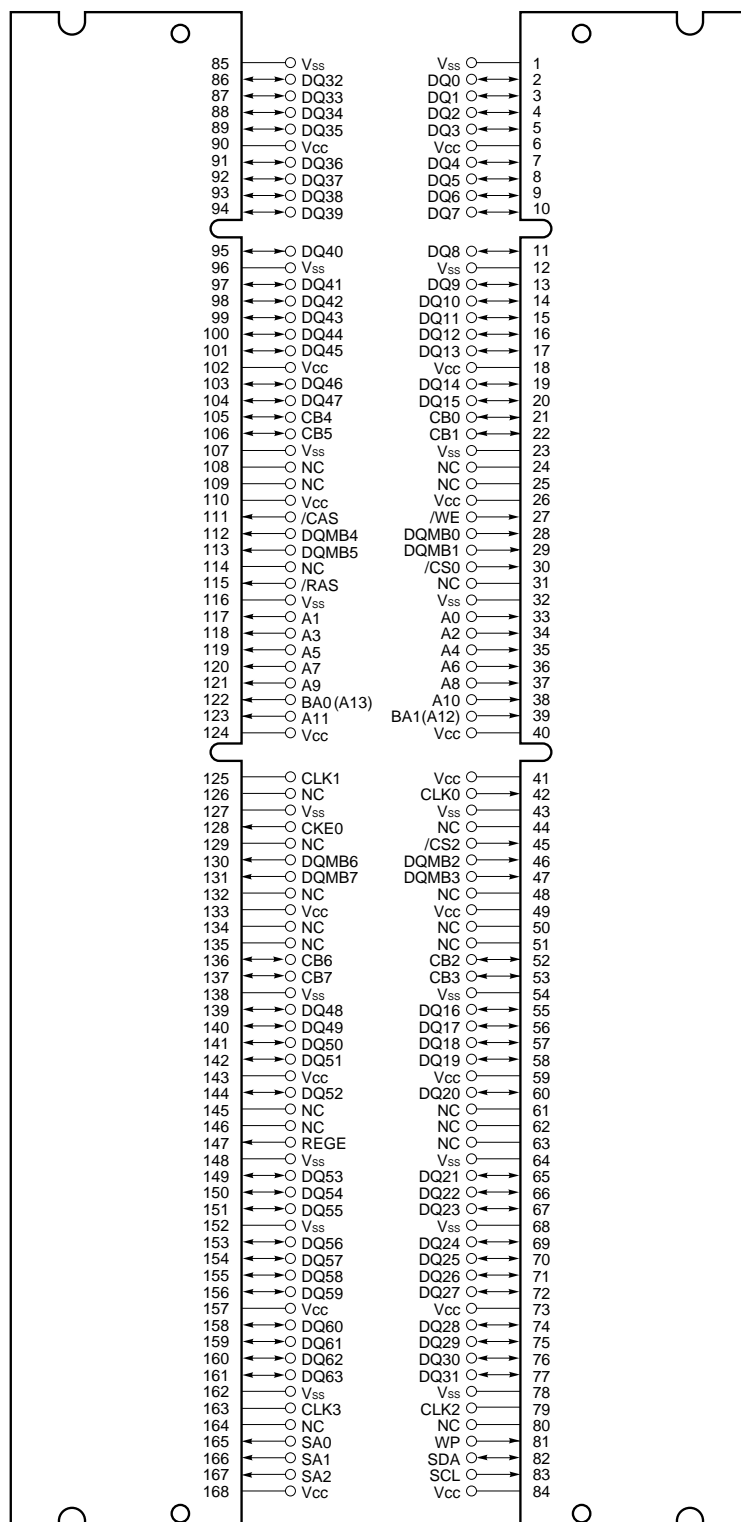 85 Vss Vss 1
86 DQ32 DQ0 2
87 DQ33 DQ1 3
88 DQ34 DQ2 4
89 DQ35 DQ3 5
90 Vcc Vcc 6
91 DQ36 DQ4 7
92 DQ37 DQ5 8
93 DQ38 DQ6 9
94 DQ39 DQ7 10
95 DQ40 DQ8 11
96 Vss Vss 12
97 DQ41 DQ9 13
98 DQ42 DQ10 14
99 DQ43 DQ11 15
100 DQ44 DQ12 16
101 DQ45 DQ13 17
102 Vcc Vcc 18
103 DQ46 DQ14 19
104 DQ47 DQ15 20
105 CB4 CB0 21
106 CB5 CB1 22
107 Vss Vss 23
108 NC NC 24
109 NC NC 25
110 Vcc Vcc 26
111 /CAS /WE 27
112 DQMB4 DQMB0 28
113 DQMB5 DQMB1 29
114 NC /CS0 30
115 /RAS NC 31
116 Vss Vss 32
117 A1 A0 33
118 A3 A2 34
119 A5 A4 35
120 A7 A6 36
121 A9 A8 37
122 BA0 (A13) A10 38
123 A11 BA1(A12) 39
124 Vcc Vcc 40
125 CLK1 Vcc 41
126 NC CLK0 42
127 Vss Vss 43
128 CKE0 NC 44
129 NC /CS2 45
130 DQMB6 DQMB2 46
131 DQMB7 DQMB3 47
132 NC NC 48
133 Vcc Vcc 49
134 NC NC 50
135 NC NC 51
136 CB6 CB2 52
137 CB7 CB3 53
138 Vss Vss 54
139 DQ48 DQ16 55
140 DQ49 DQ17 56
141 DQ50 DQ18 57
142 DQ51 DQ19 58
143 Vcc Vcc 59
144 DQ52 DQ20 60
145 NC NC 61
146 NC NC 62
147 REGE NC 63
148 Vss Vss 64
149 DQ53 DQ21 65
150 DQ54 DQ22 66
151 DQ55 DQ23 67
152 Vss Vss 68
153 DQ56 DQ24 69
154 DQ57 DQ25 70
155 DQ58 DQ26 71
156 DQ59 DQ27 72
157 Vcc Vcc 73
158 DQ60 DQ28 74
159 DQ61 DQ29 75
160 DQ62 DQ30 76
161 DQ63 DQ31 77
162 Vss Vss 78
163 CLK3 CLK2 79
164 NC NC 80
165 SA0 WP 81
166 SA1 SDA 82
167 SA2 SCL 83
168 Vcc Vcc 84